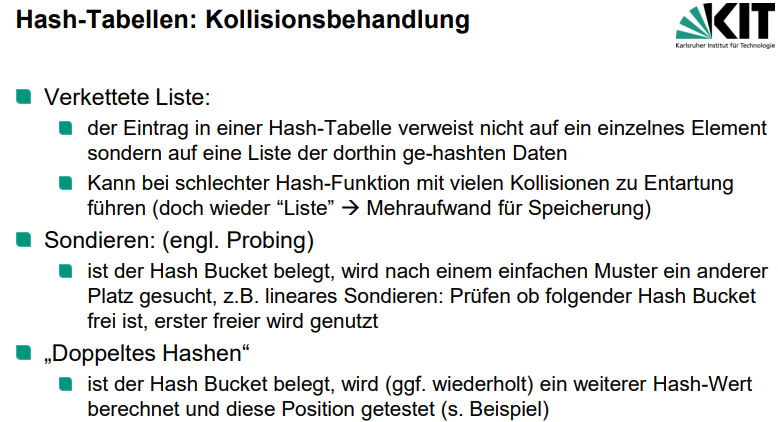 Hash-Tabellen: Kollisionsbehandlung
KIT
Karlsruher Institut für Technologie
Verkettete Liste:
der Eintrag in einer Hash-Tabelle verweist nicht auf ein einzelnes Element
sondern auf eine Liste der dorthin ge-hashten Daten
Kann bei schlechter Hash-Funktion mit vielen Kollisionen zu Entartung
führen (doch wieder “Liste” → Mehraufwand für Speicherung)
Sondieren: (engl. Probing)
ist der Hash Bucket belegt, wird nach einem einfachen Muster ein anderer
Platz gesucht, z.B. lineares Sondieren: Prüfen ob folgender Hash Bucket
frei ist, erster freier wird genutzt
„Doppeltes Hashen“
ist der Hash Bucket belegt, wird (ggf. wiederholt) ein weiterer Hash-Wert
berechnet und diese Position getestet (s. Beispiel)